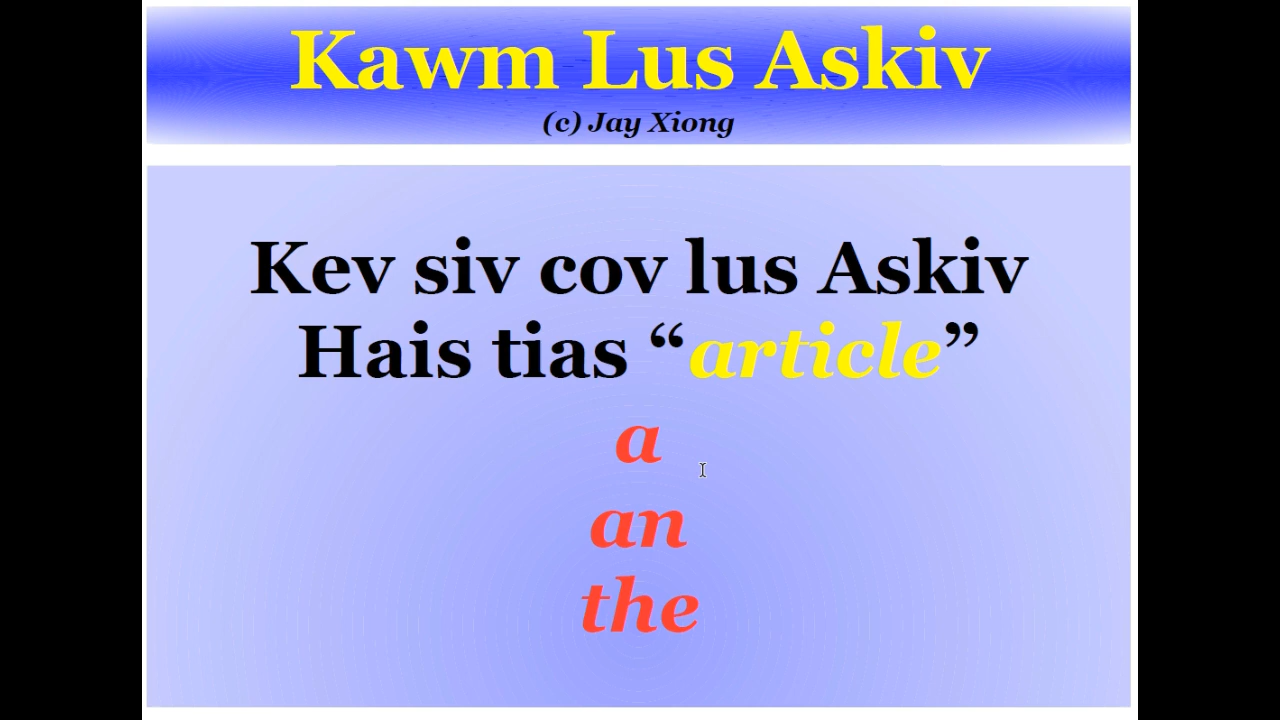 Kawm Lus Askiv
(c) Jay Xiong
Kev siv cov lus Askiv
Hais tias “article”
a
an
the